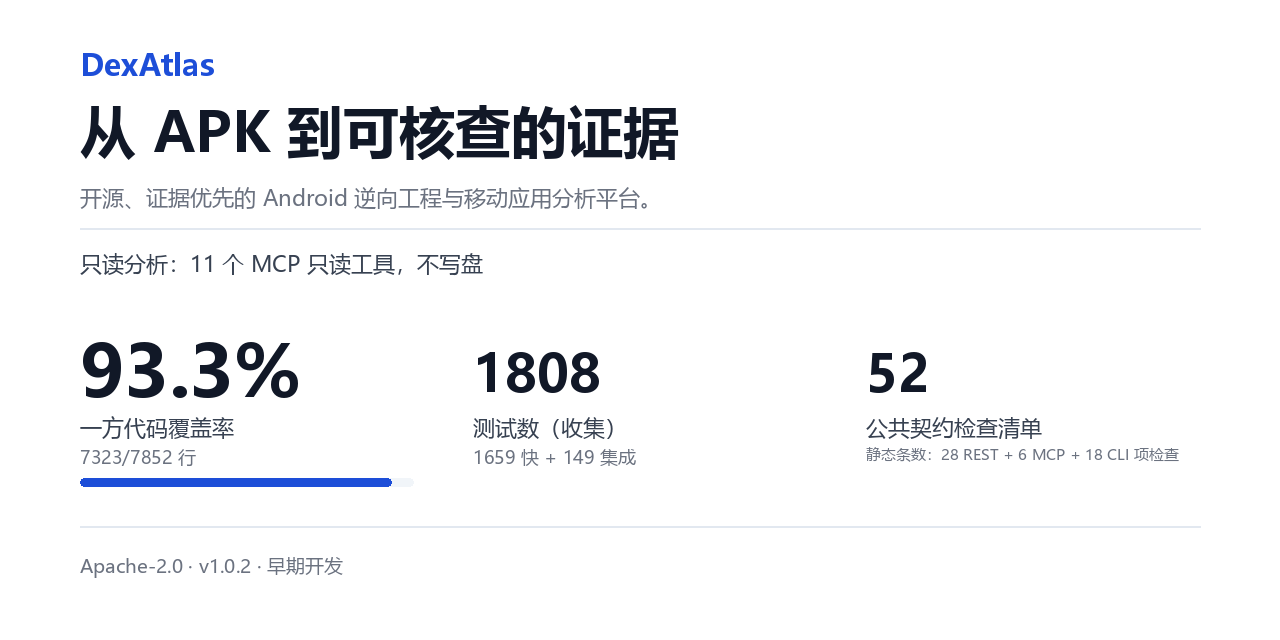 DexAtlas
从 APK 到可核查的证据
开源、证据优先的 Android 逆向工程与移动应用分析平台。
只读分析：11 个 MCP 只读工具，不写盘
93.3%
一方代码覆盖率
7323/7852 行
1808
测试数（收集）
1659 快 + 149 集成
52
公共契约检查清单
静态条数：28 REST + 6 MCP + 18 CLI 项检查
Apache-2.0 · v1.0.2 · 早期开发